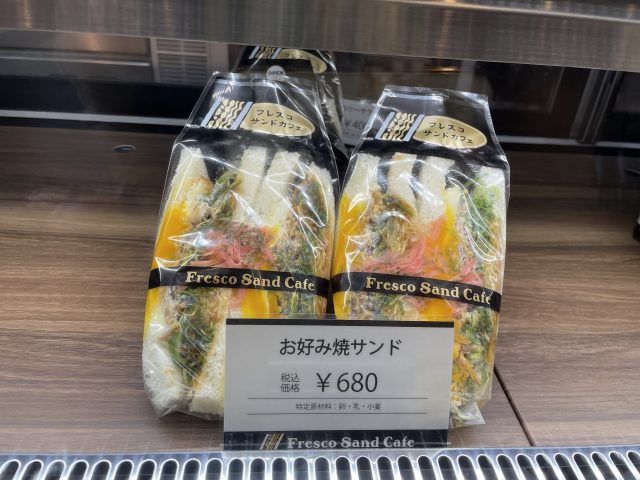 OPEN
フレスコ
サンドカフェ
フレスコ
サンドカフェ
Fresco Sand Cafe
Fresco Sand Cafe
お好み焼サンド
税込
価格
¥680
特定原材料：卵・乳・小麦
Fresco Sand Cafe